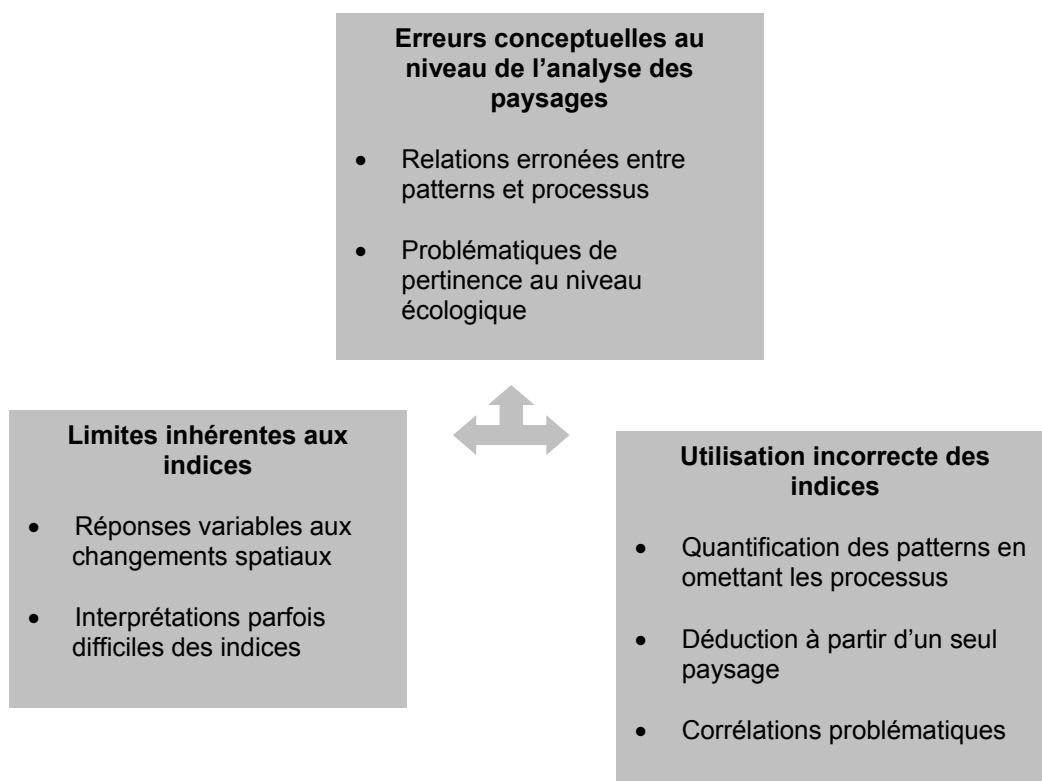 Erreurs conceptuelles au
niveau de l’analyse des
paysages
• Relations erronées entre
patterns et processus
• Problématiques de
pertinence au niveau
écologique
Limites inhérentes aux
indices
• Réponses variables aux
changements spatiaux
• Interprétations parfois
difficiles des indices
Utilisation incorrecte des
indices
• Quantification des patterns en
omettant les processus
• Déduction à partir d’un seul
paysage
• Corrélations problématiques